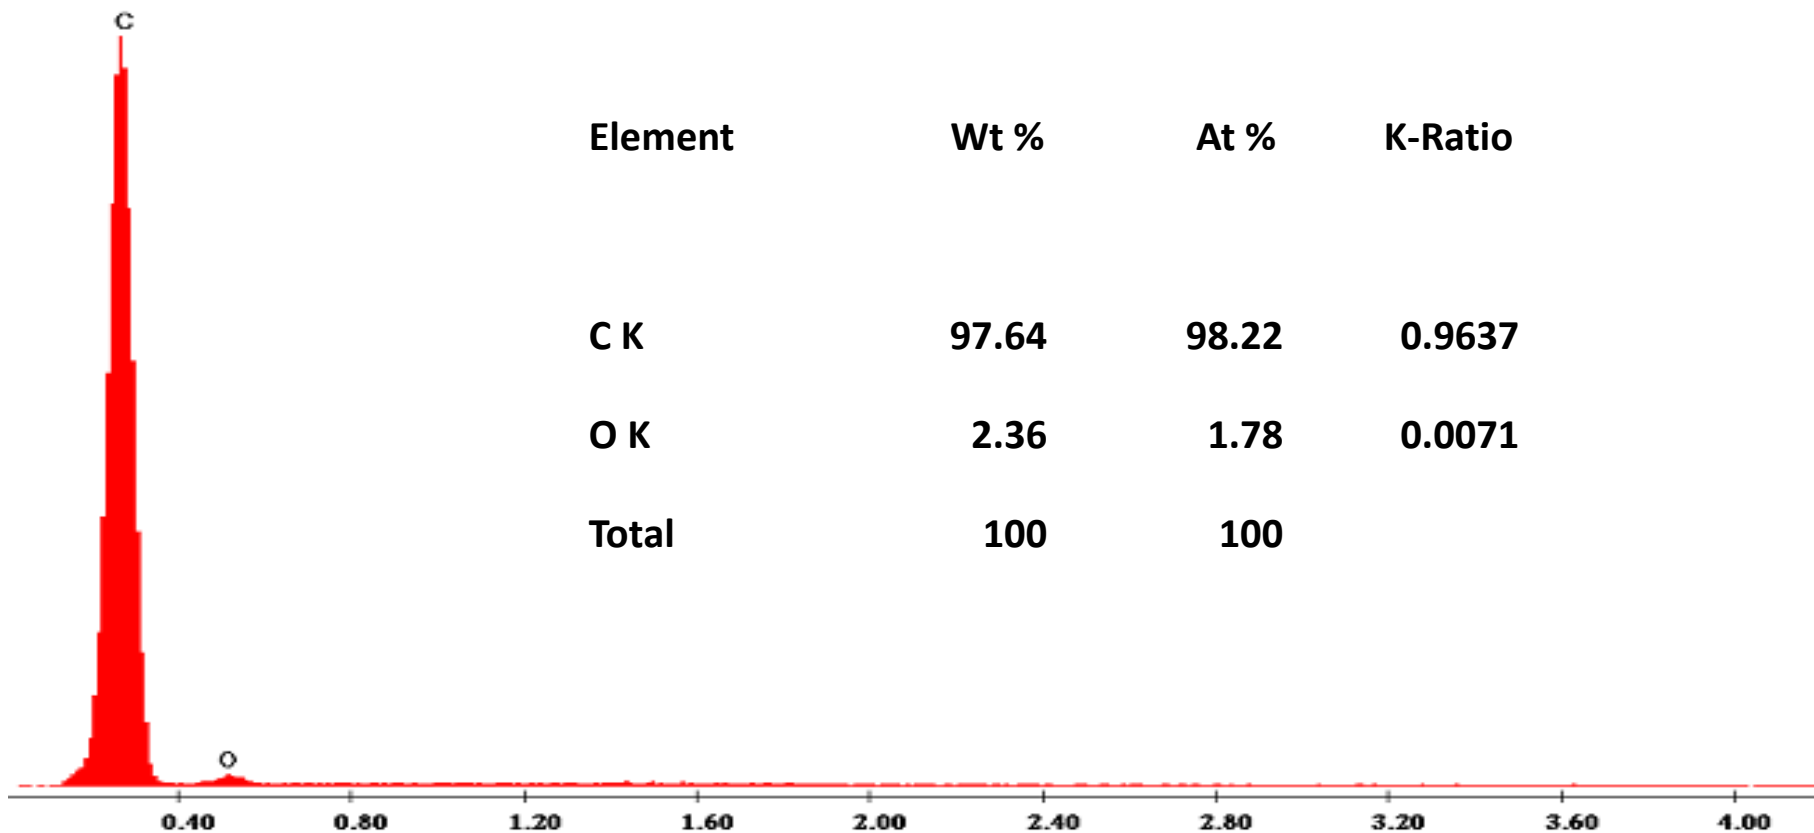 C
Element Wt % At % K-Ratio
C K 97.64 98.22 0.9637
O K 2.36 1.78 0.0071
Total 100 100
O
0.40 0.80 1.20 1.60 2.00 2.40 2.80 3.20 3.60 4.00